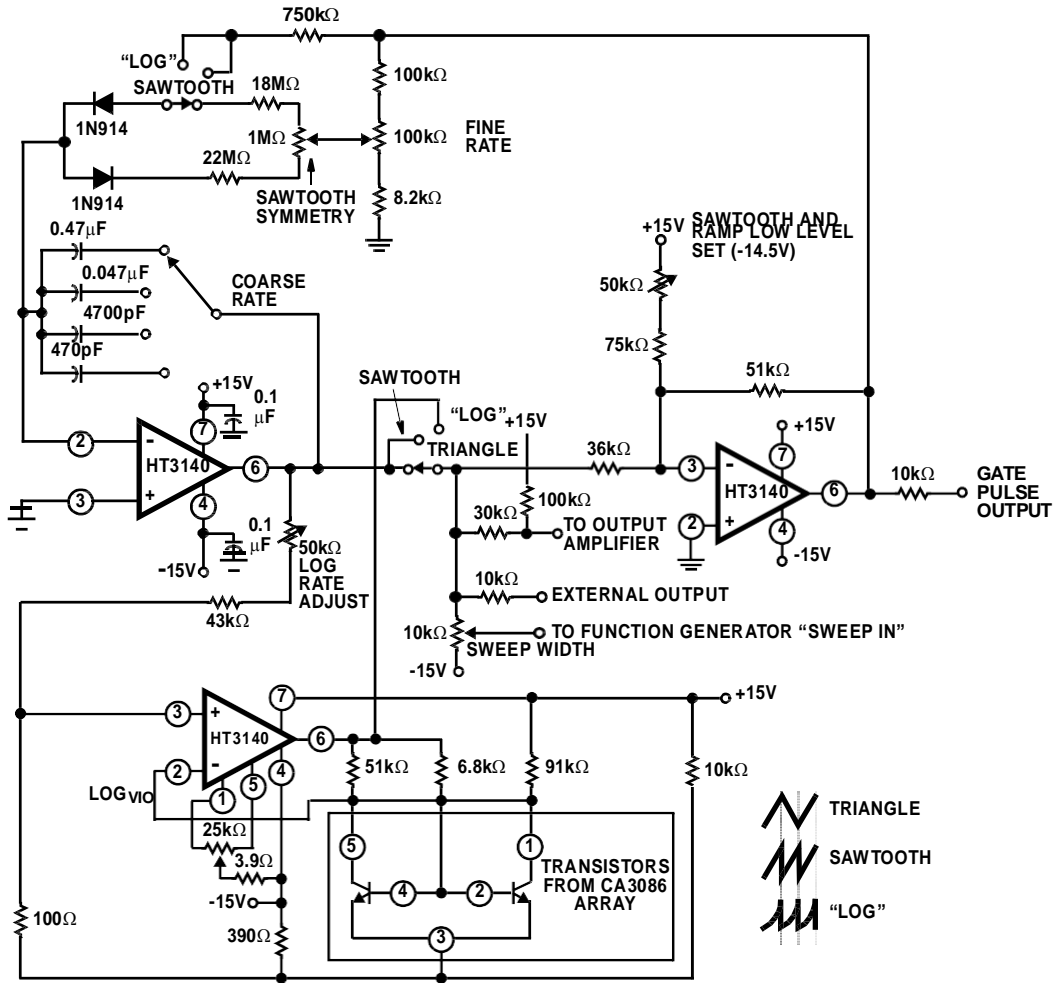 750kΩ
"LOG"
SAWTOOTH
18MΩ
100kΩ
1N914
1MΩ
100kΩ
FINE
RATE
22MΩ
1N914
SAWTOOTH
SYMMETRY
8.2kΩ
0.47µF
0.047µF
4700pF
470pF
COARSE
RATE
+15V
SAWTOOTH AND
RAMP LOW LEVEL
SET (-14.5V)
50kΩ
75kΩ
51kΩ
+15V
0.1
µF
7
2
-
HT3140
6
3
+
4
0.1
µF
-15V
SAWTOOTH
"LOG"
+15V
TRIANGLE
36kΩ
100kΩ
30kΩ
TO OUTPUT
AMPLIFIER
10kΩ
EXTERNAL OUTPUT
10kΩ
TO FUNCTION GENERATOR "SWEEP IN"
SWEEP WIDTH
-15V
+15V
7
3
-
HT3140
6
2
+
4
-15V
10kΩ
GATE
PULSE
OUTPUT
50kΩ
LOG
RATE
ADJUST
43kΩ
7
+15V
3
+
HT3140
6
2
-
4
5
1
LOGVIO
25kΩ
3.9Ω
-15V
390Ω
100Ω
51kΩ
6.8kΩ
91kΩ
10kΩ
5
1
4
2
3
TRANSISTORS
FROM CA3086
ARRAY
TRIANGLE
SAWTOOTH
"LOG"